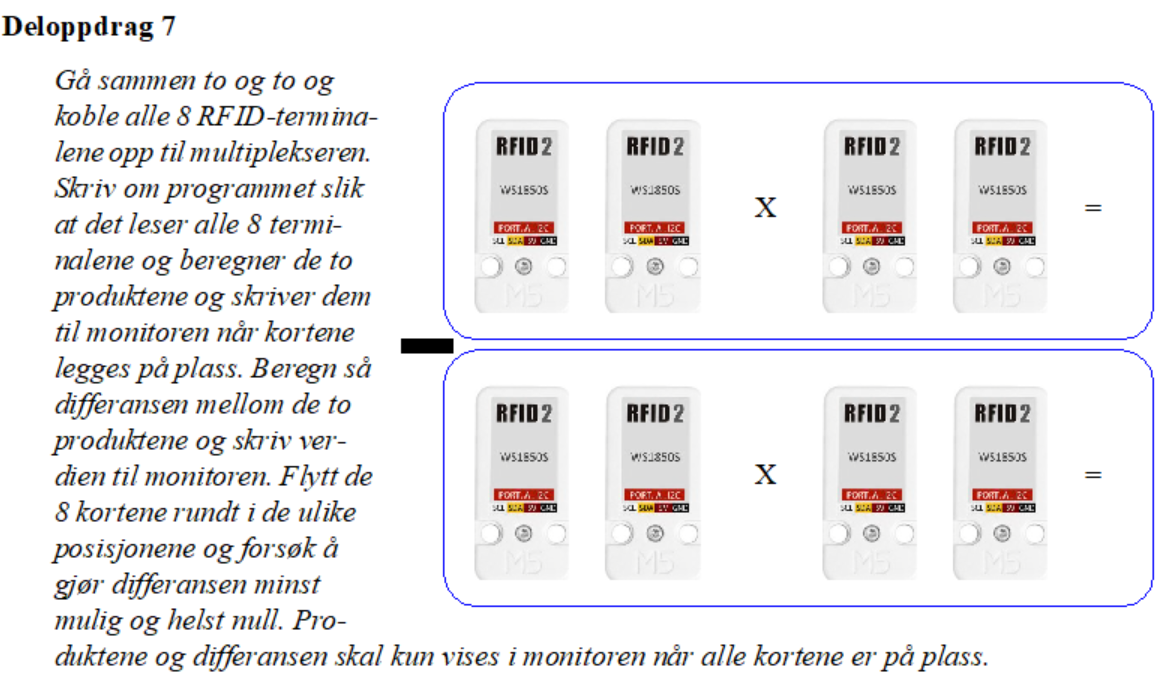 Deloppdrag 7
Gå sammen to og to og
koble alle 8 RFID-termina-
lene opp til multiplekseren.
Skriv om programmet slik
at det leser alle 8 termi-
nalene og beregner de to
produktene og skriver dem
til monitoren når kortene
legges på plass. Beregn så
differansen mellom de to
produktene og skriv ver-
dien til monitoren. Flytt de
8 kortene rundt i de ulike
posisjonene og forsøk å
gjør differansen minst
mulig og helst null. Pro-
duktene og differansen skal kun vises i monitoren når alle kortene er på plass.
RFID 2 RFID 2 RFID 2 RFID 2
WS1850S WS1850S X WS1850S WS1850S =
PORT.A I2C PORT.A I2C PORT.A I2C PORT.A I2C
SCL SDA 5V GND SCL SDA 5V GND SCL SDA 5V GND SCL SDA 5V GND
M5 M5 M5 M5
RFID 2 RFID 2 RFID 2 RFID 2
WS1850S WS1850S X WS1850S WS1850S =
PORT.A I2C PORT.A I2C PORT.A I2C PORT.A I2C
SCL SDA 5V GND SCL SDA 5V GND SCL SDA 5V GND SCL SDA 5V GND
M5 M5 M5 M5